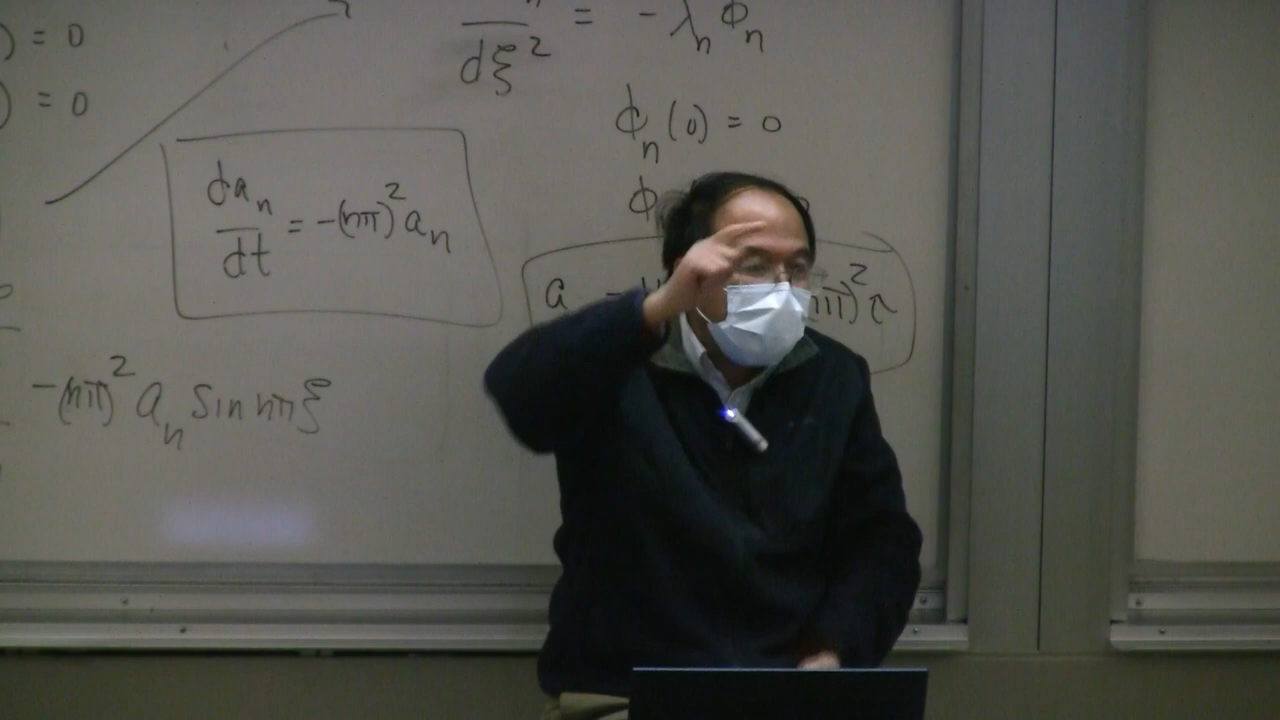 ) = 0
) = 0
dξ² = - λₙ ϕₙ
ϕₙ(0) = 0
ϕ
daₙ/dt = -(nπ)² aₙ
a = (nπ)² τ
-(nπ)² aₙ sin nπξ